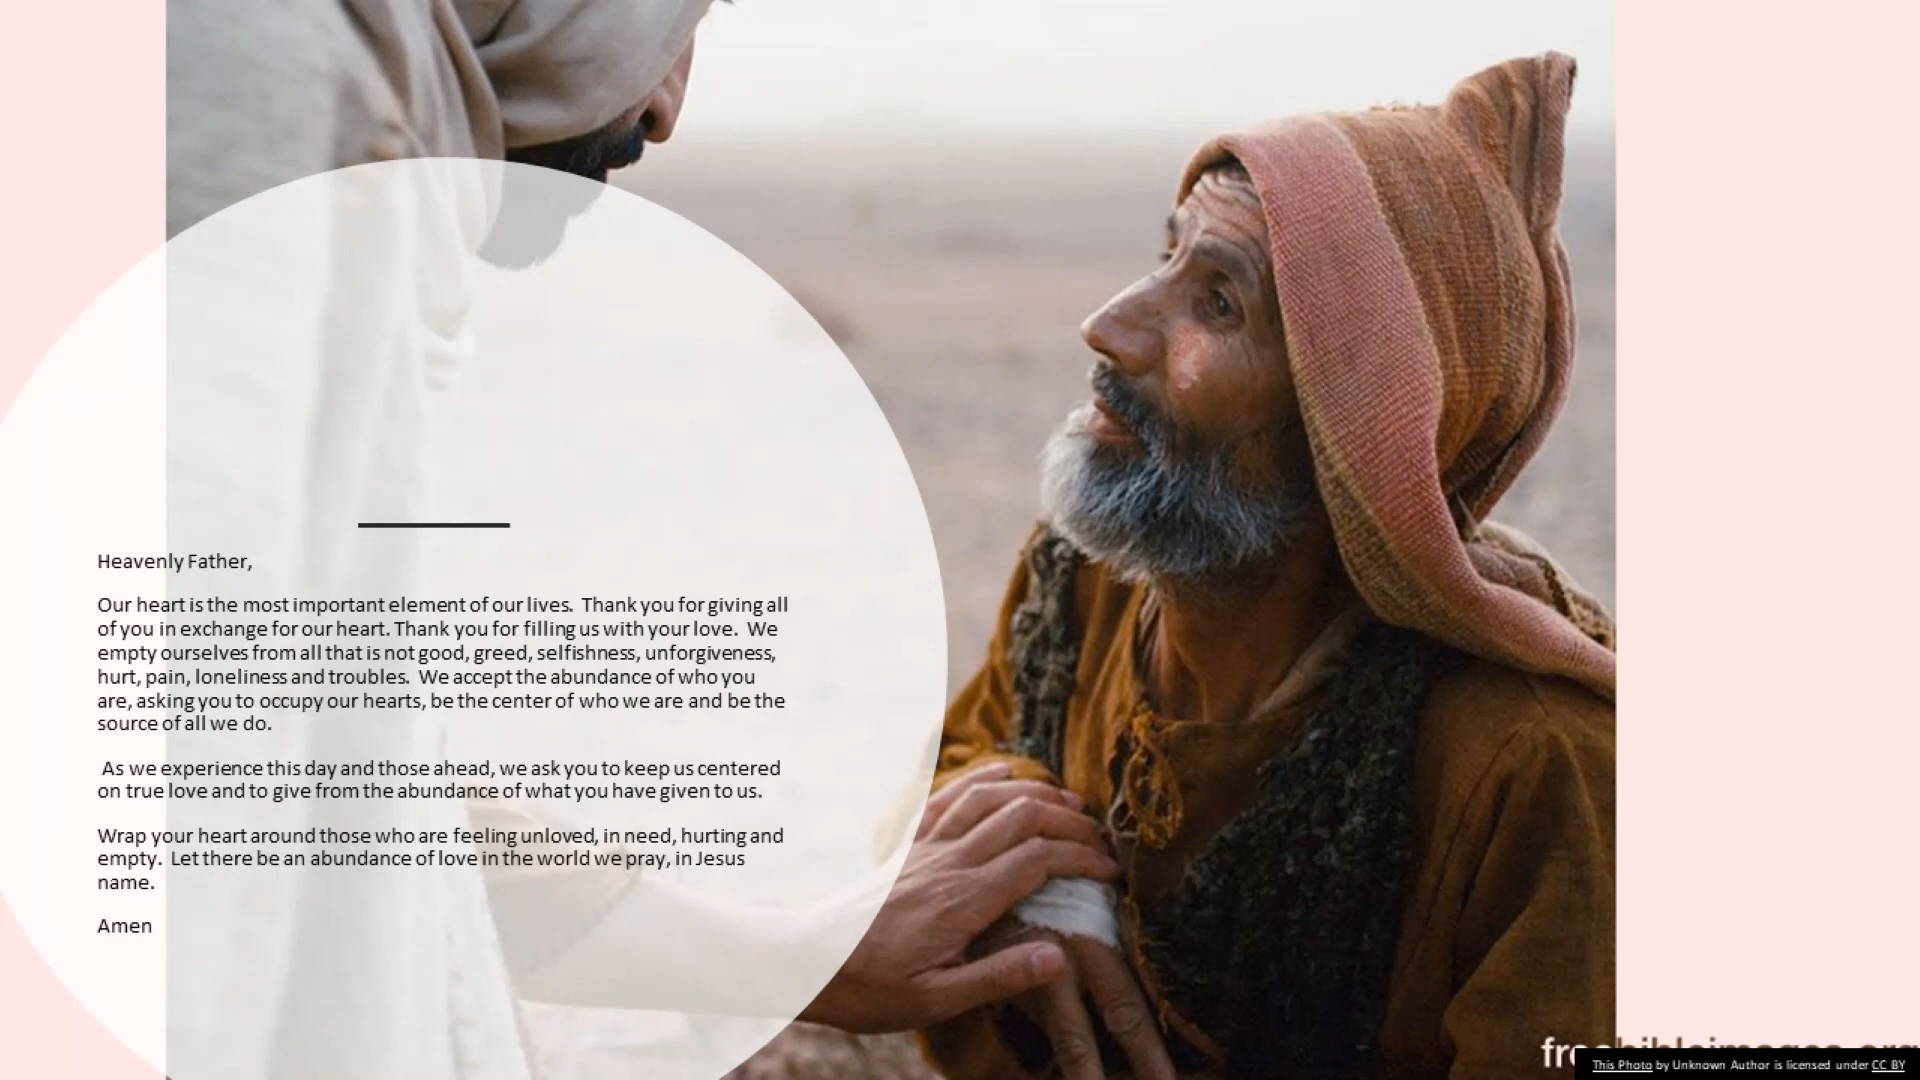 Heavenly Father,
Our heart is the most important element of our lives.  Thank you for giving all
of you in exchange for our heart. Thank you for filling us with your love.  We
empty ourselves from all that is not good, greed, selfishness, unforgiveness,
hurt, pain, loneliness and troubles.  We accept the abundance of who you
are, asking you to occupy our hearts, be the center of who we are and be the
source of all we do.
As we experience this day and those ahead, we ask you to keep us centered
on true love and to give from the abundance of what you have given to us.
Wrap your heart around those who are feeling unloved, in need, hurting and
empty.  Let there be an abundance of love in the world we pray, in Jesus
name.
Amen
freebibleimages.org
This Photo by Unknown Author is licensed under CC BY